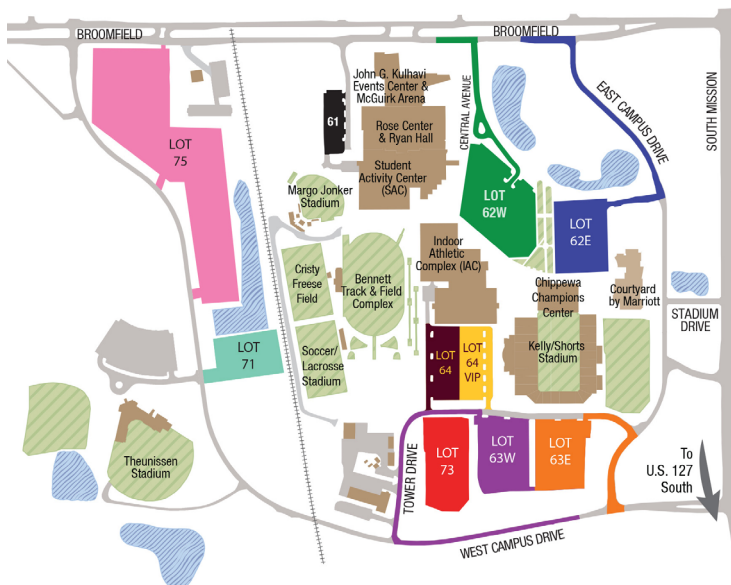 BROOMFIELD
BROOMFIELD
John G. Kulhavi
Events Center &
McGuirk Arena
CENTRAL AVENUE
EAST CAMPUS DRIVE
SOUTH MISSION
61
Rose Center
& Ryan Hall
LOT
75
Student
Activity Center
(SAC)
Margo Jonker
Stadium
LOT
62W
LOT
62E
Indoor
Athletic
Complex (IAC)
Cristy
Freese
Field
Bennett
Track & Field
Complex
Chippewa
Champions
Center
Courtyard
by Marriott
STADIUM
DRIVE
LOT
71
Soccer/
Lacrosse
Stadium
LOT
64
LOT
64
VIP
Kelly/Shorts
Stadium
Theunissen
Stadium
TOWER DRIVE
LOT
73
LOT
63W
LOT
63E
To
U.S. 127
South
WEST CAMPUS DRIVE